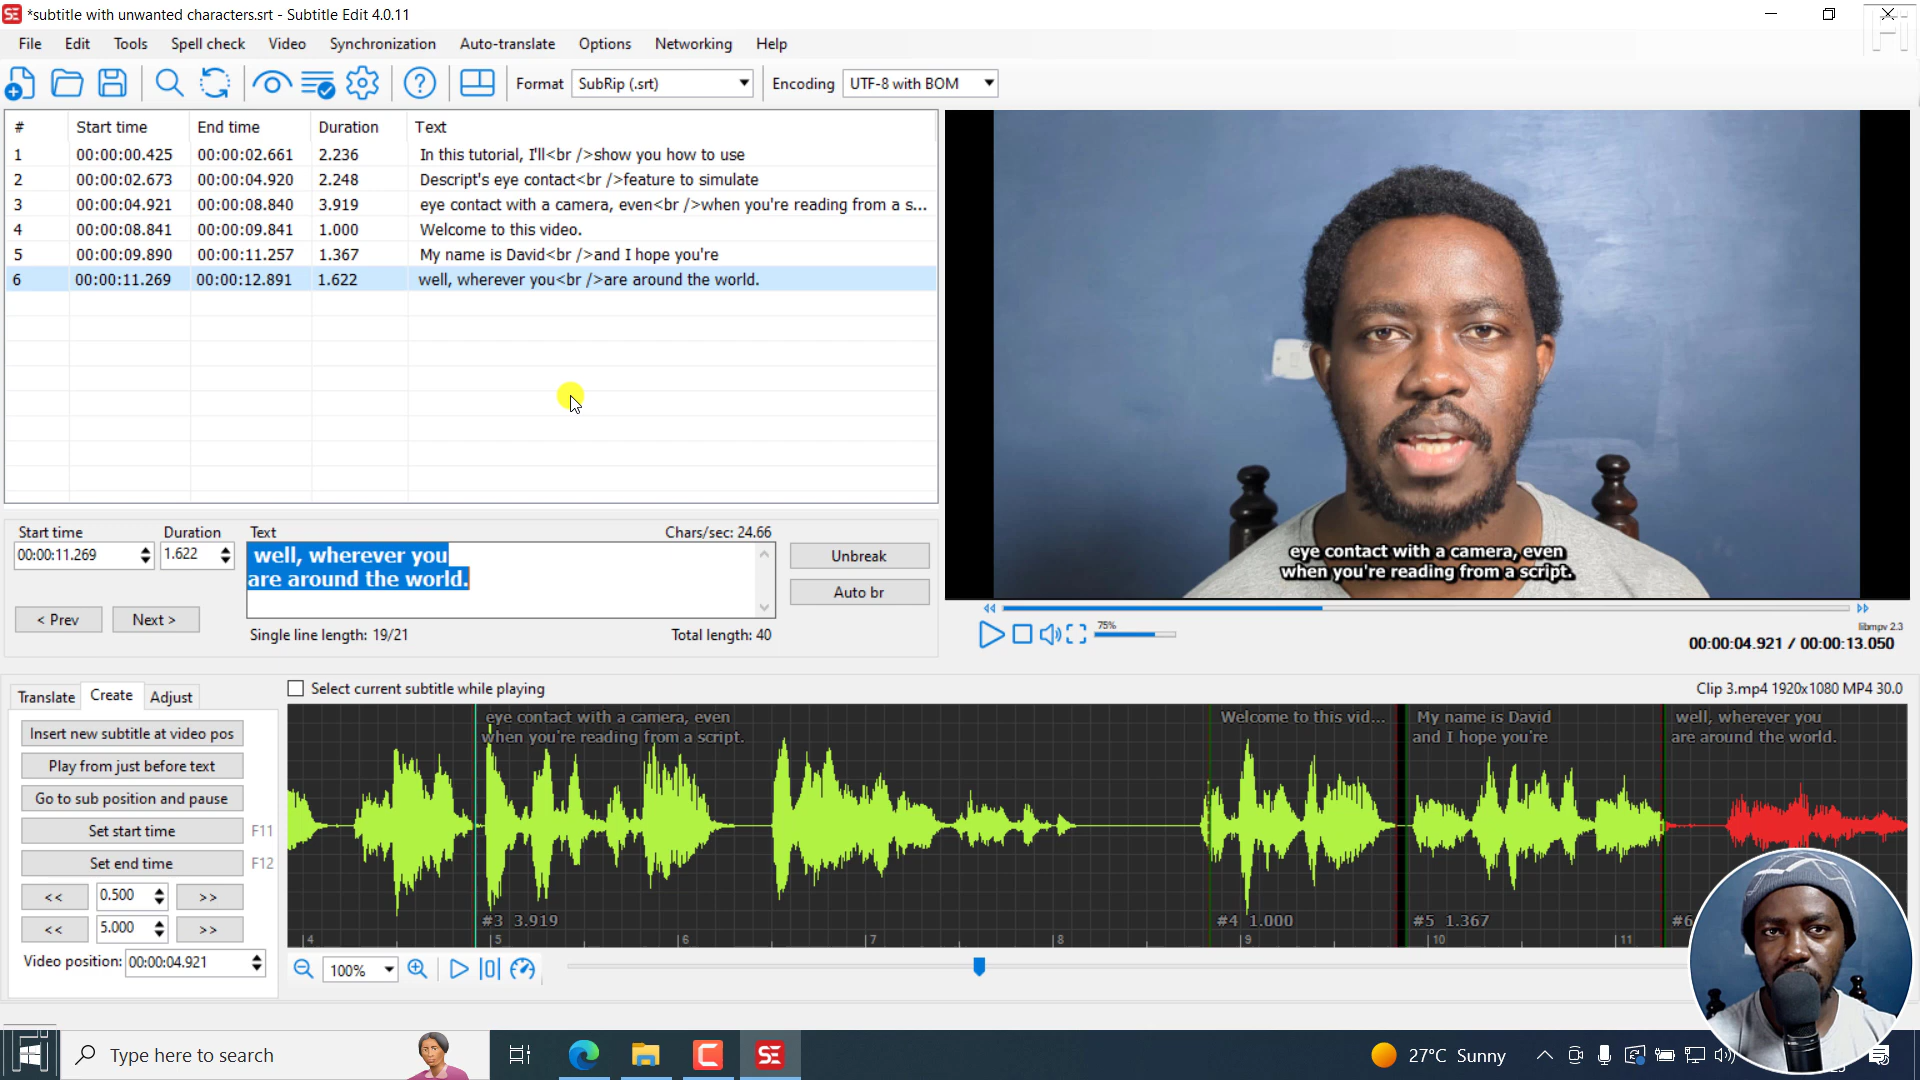 *subtitle with unwanted characters.srt - Subtitle Edit 4.0.11
File Edit Tools Spell check Video Synchronization Auto-translate Options Networking Help
Format SubRip (.srt) Encoding UTF-8 with BOM
# Start time End time Duration Text
1 00:00:00.425 00:00:02.661 2.236 In this tutorial, I'll<br />show you how to use
2 00:00:02.673 00:00:04.920 2.248 Descript's eye contact<br />feature to simulate
3 00:00:04.921 00:00:08.840 3.919 eye contact with a camera, even<br />when you're reading from a s...
4 00:00:08.841 00:00:09.841 1.000 Welcome to this video.
5 00:00:09.890 00:00:11.257 1.367 My name is David<br />and I hope you're
6 00:00:11.269 00:00:12.891 1.622 well, wherever you<br />are around the world.
eye contact with a camera, even
when you're reading from a script.
Start time Duration Text Chars/sec: 24.66
00:00:11.269 1.622 well, wherever you
are around the world.
Unbreak
Auto br
< Prev Next >
Single line length: 19/21 Total length: 40
75%
libmpv 2.3
00:00:04.921 / 00:00:13.050
Translate Create Adjust
Select current subtitle while playing
Clip 3.mp4 1920x1080 MP4 30.0
Insert new subtitle at video pos
Play from just before text
Go to sub position and pause
Set start time F11
Set end time F12
<< 0.500 >>
<< 5.000 >>
Video position: 00:00:04.921
eye contact with a camera, even
when you're reading from a script.
Welcome to this vid...
My name is David
and I hope you're
well, wherever you
are around the world.
#3 3.919 #4 1.000 #5 1.367 #6
4 5 6 7 8 9 10 11
100%
Type here to search
SE
27°C Sunny